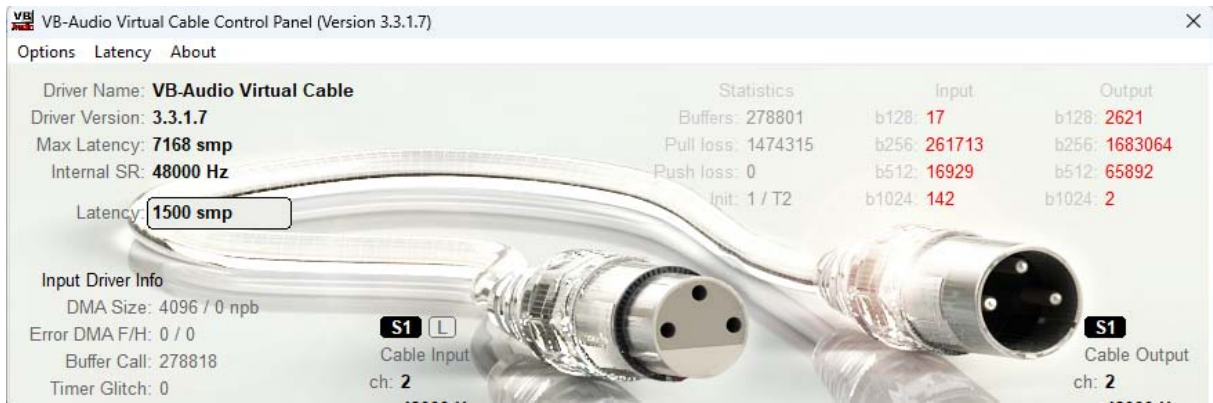 VB-Audio Virtual Cable Control Panel (Version 3.3.1.7)
Options Latency About
Driver Name: VB-Audio Virtual Cable
Driver Version: 3.3.1.7
Max Latency: 7168 smp
Internal SR: 48000 Hz
Latency: 1500 smp
Statistics Input Output
Buffers: 278801 b128: 17 b128: 2621
Pull loss: 1474315 b256: 261713 b256: 1683064
Push loss: 0 b512: 16929 b512: 65892
Init: 1 / T2 b1024: 142 b1024: 2
Input Driver Info
DMA Size: 4096 / 0 npb
Error DMA F/H: 0 / 0
Buffer Call: 278818
Timer Glitch: 0
S1 L
Cable Input
ch: 2
S1
Cable Output
ch: 2